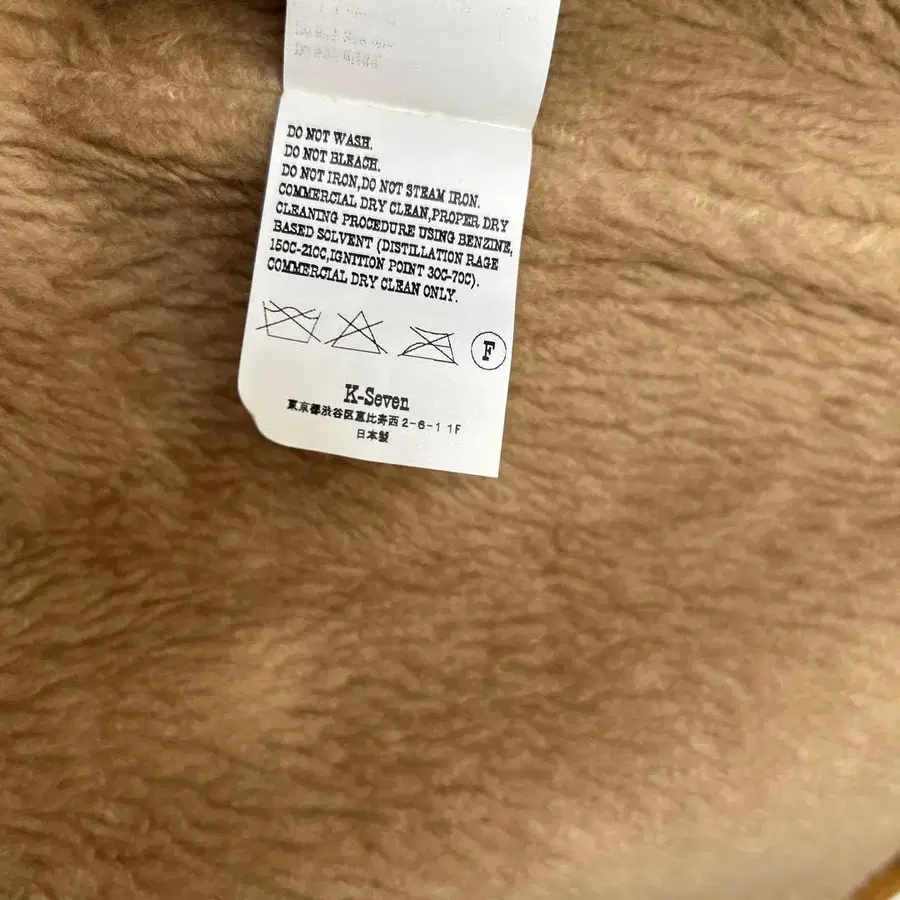 DO NOT WASH.
DO NOT BLEACH.
DO NOT IRON,DO NOT STEAM IRON.
COMMERCIAL DRY CLEAN,PROPER DRY
CLEANING PROCEDURE USING BENZINE,
BASED SOLVENT (DISTILLATION RAGE
150C-210C,IGNITION POINT 30C-70C).
COMMERCIAL DRY CLEAN ONLY.
F
K-Seven
東京都渋谷区恵比寿西2-6-1 1F
日本製